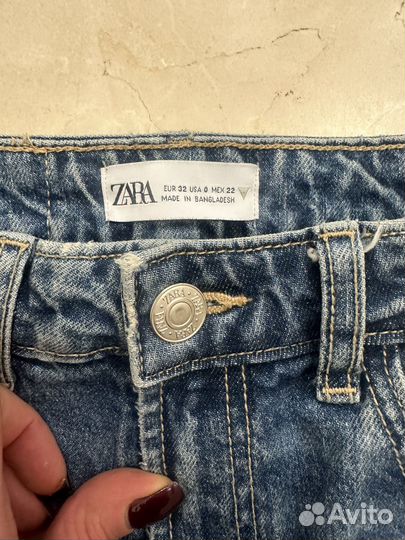 ZARA
EUR 32 USA 0 MEX 22
MADE IN BANGLADESH
ZARA
Avito